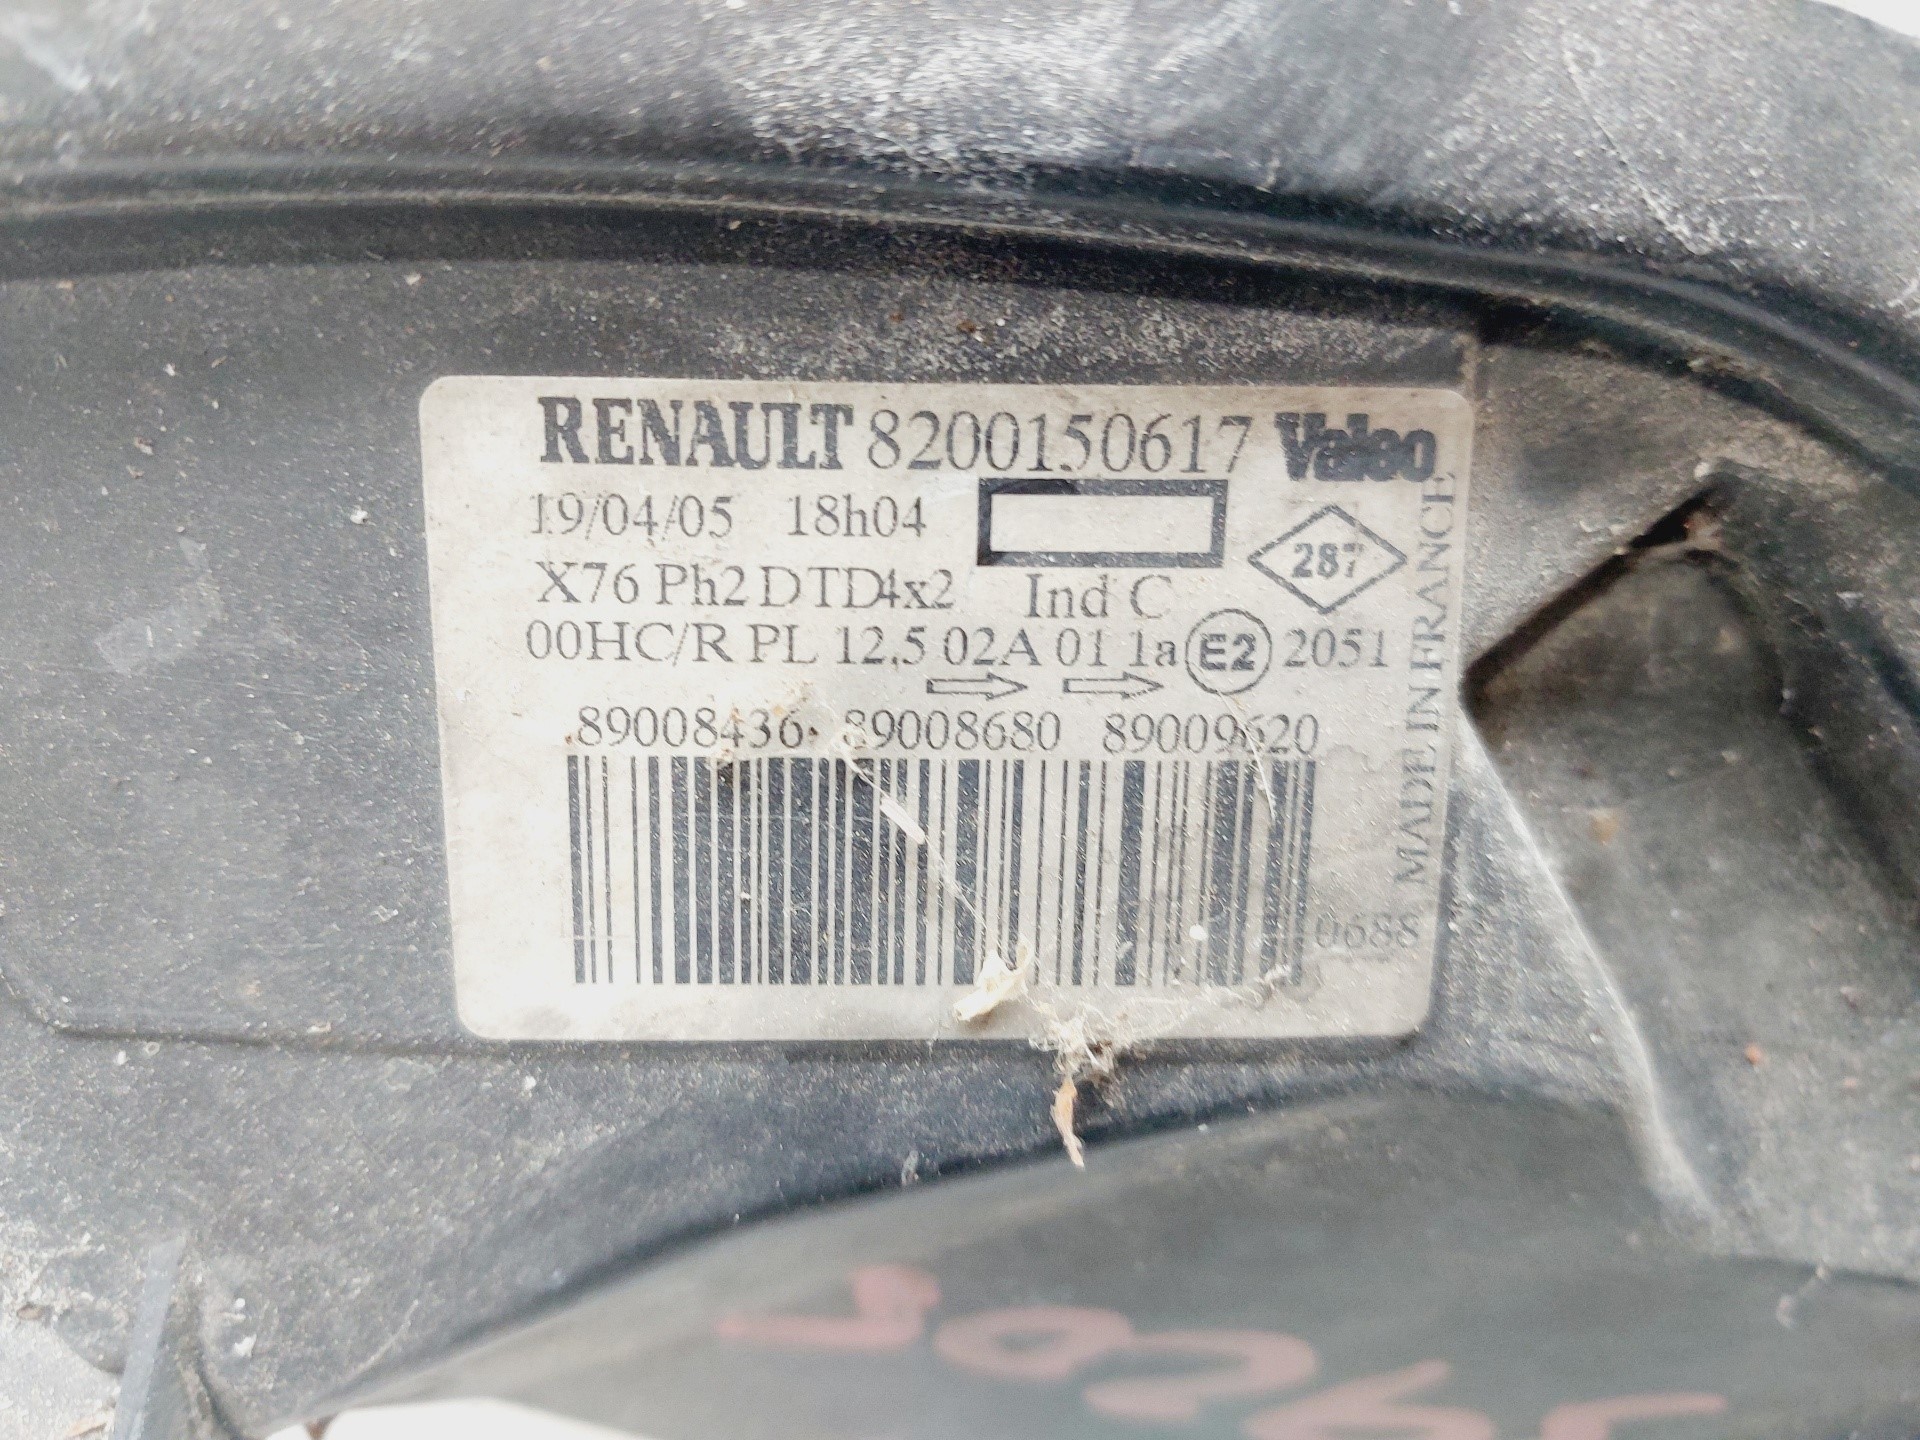 RENAULT 8200150617 Valeo
19/04/05 18h04
287
X76 Ph2 DTD4x2 Ind C
00HC/R PL 12,5 02A 01 1a E2 2051
89008436 89008680 89009620
0688
MADE IN FRANCE